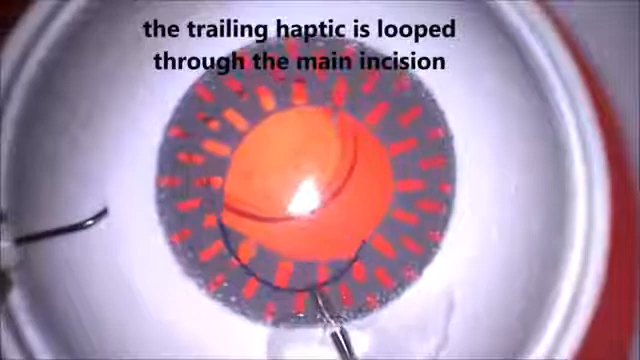 the trailing haptic is looped
through the main incision